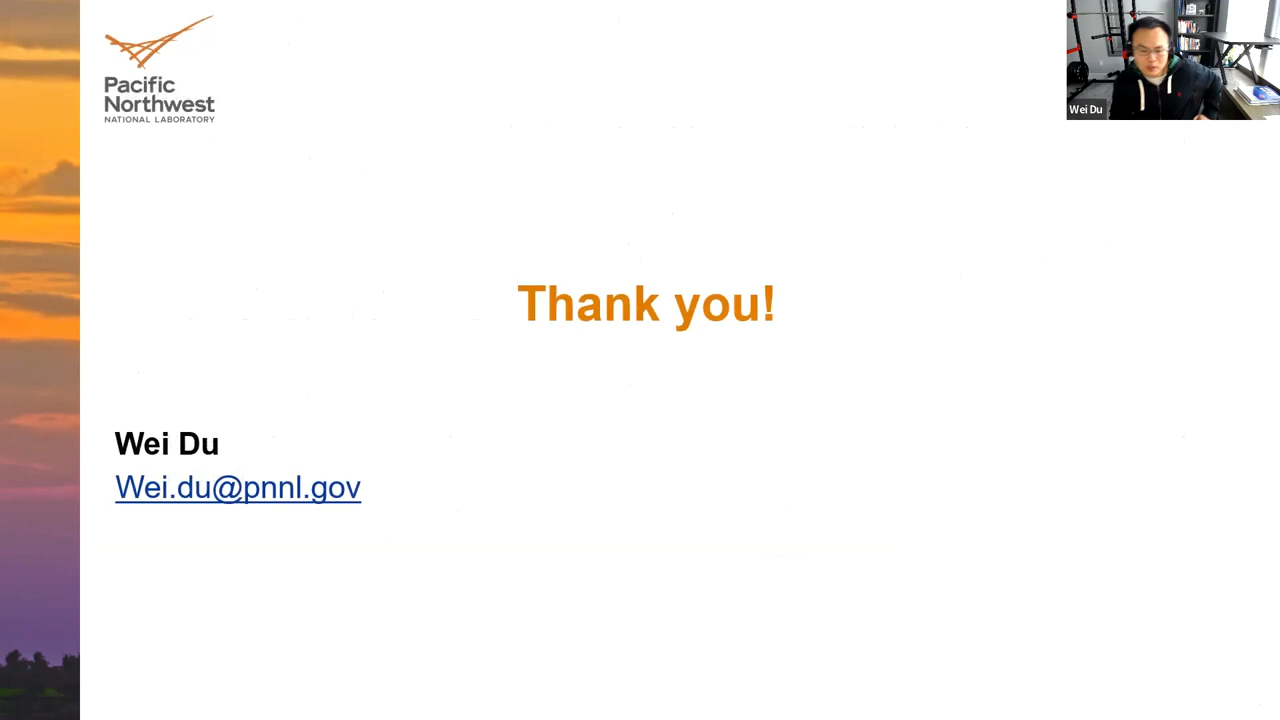 Pacific
Northwest
NATIONAL LABORATORY
Wei Du
Thank you!
Wei Du
Wei.du@pnnl.gov